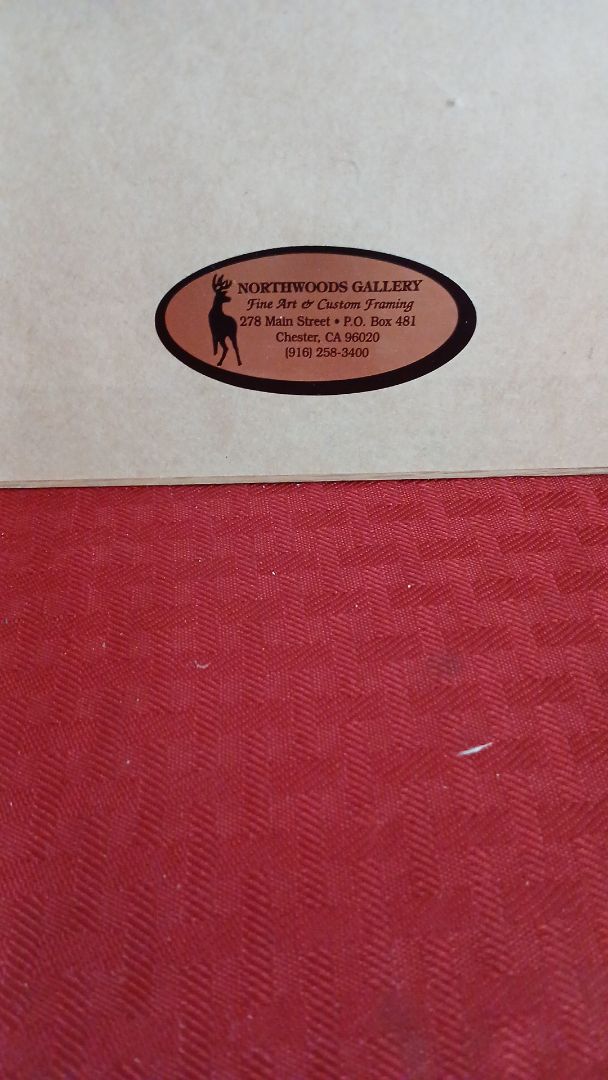 NORTHWOODS GALLERY
Fine Art & Custom Framing
278 Main Street • P.O. Box 481
Chester, CA 96020
(916) 258-3400